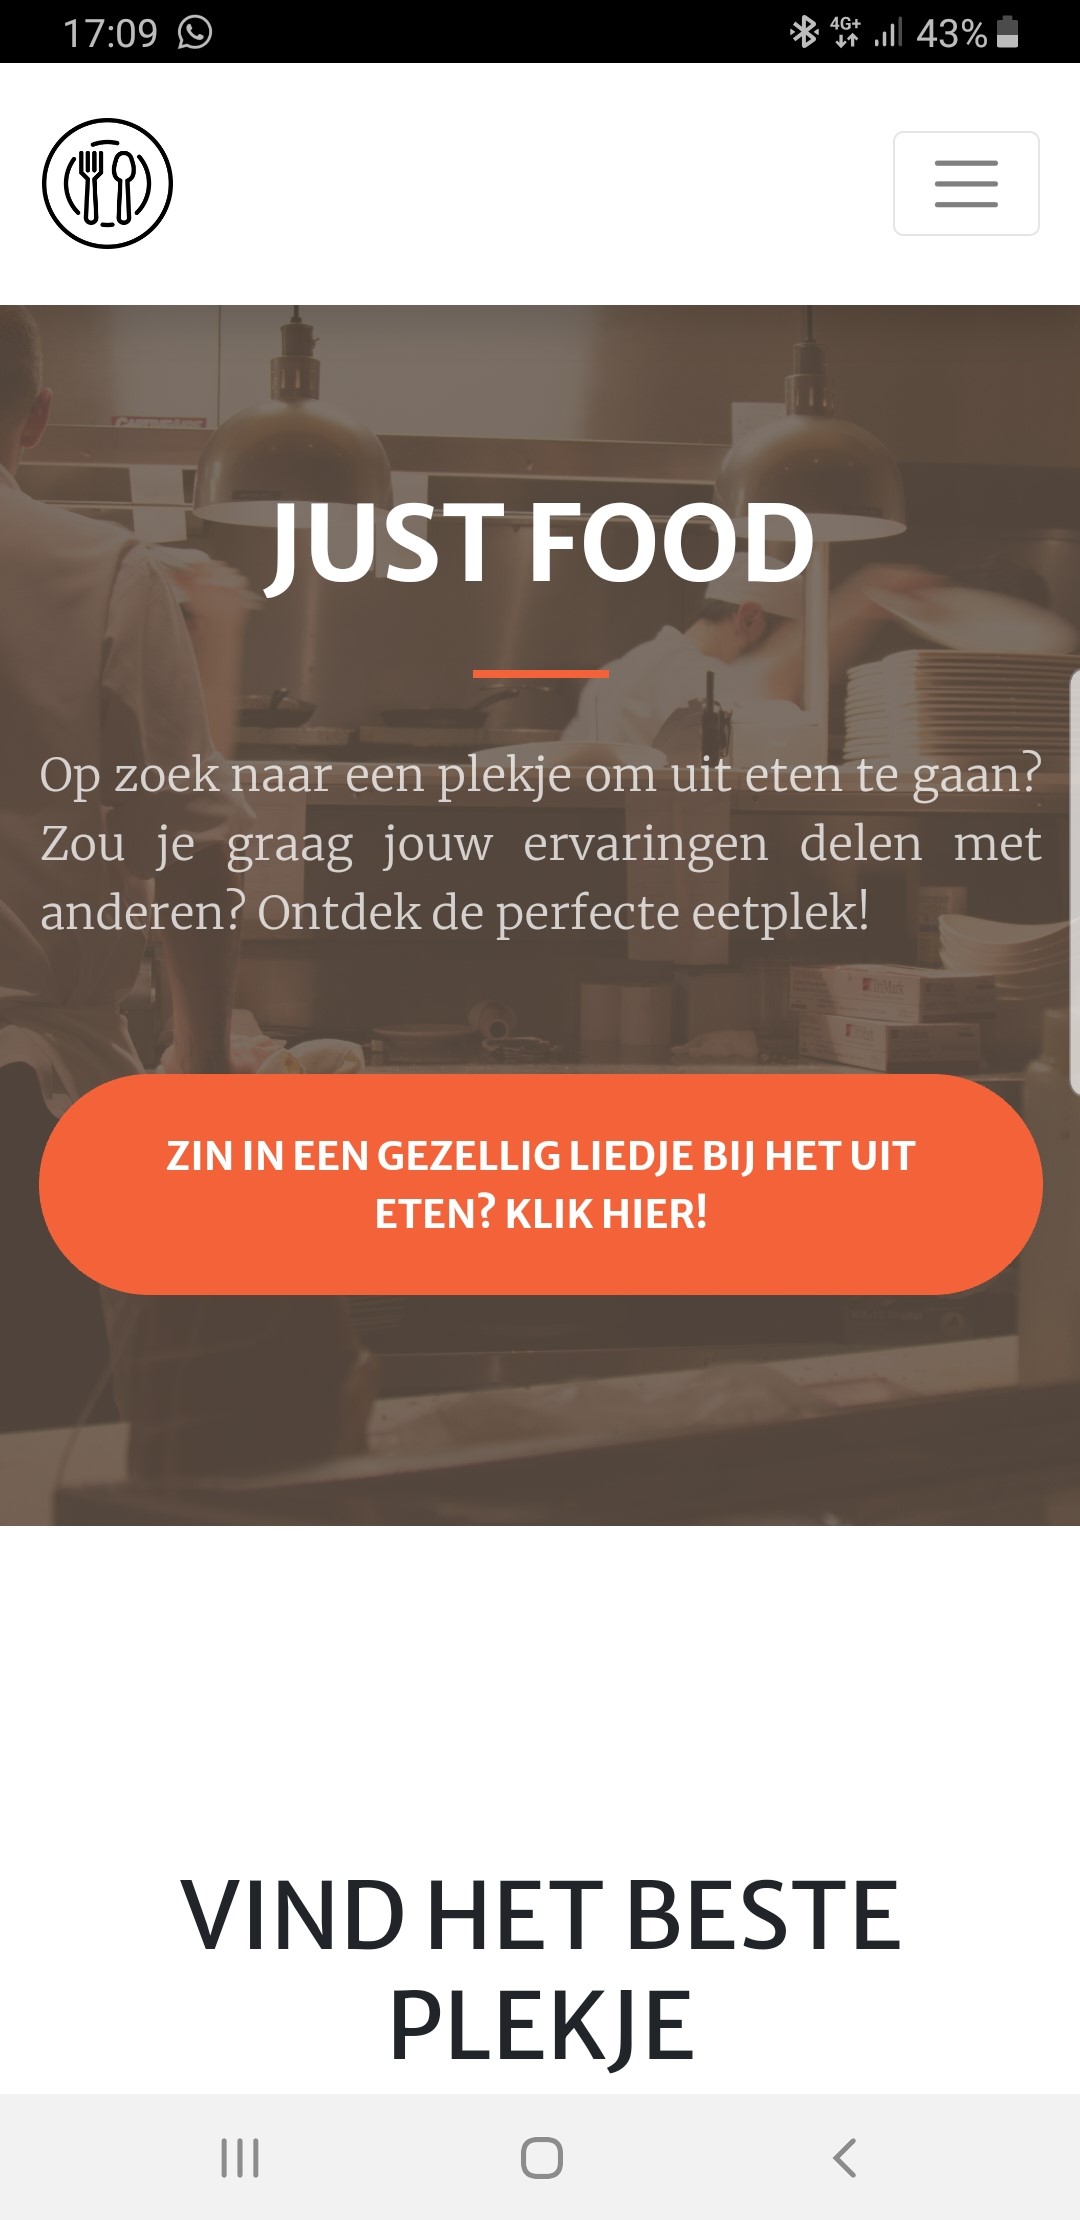 17:09
4G+ 43%
JUST FOOD
Op zoek naar een plekje om uit eten te gaan?
Zou je graag jouw ervaringen delen met
anderen? Ontdek de perfecte eetplek!
TriMark
ZIN IN EEN GEZELLIG LIEDJE BIJ HET UIT
ETEN? KLIK HIER!
VIND HET BESTE
PLEKJE